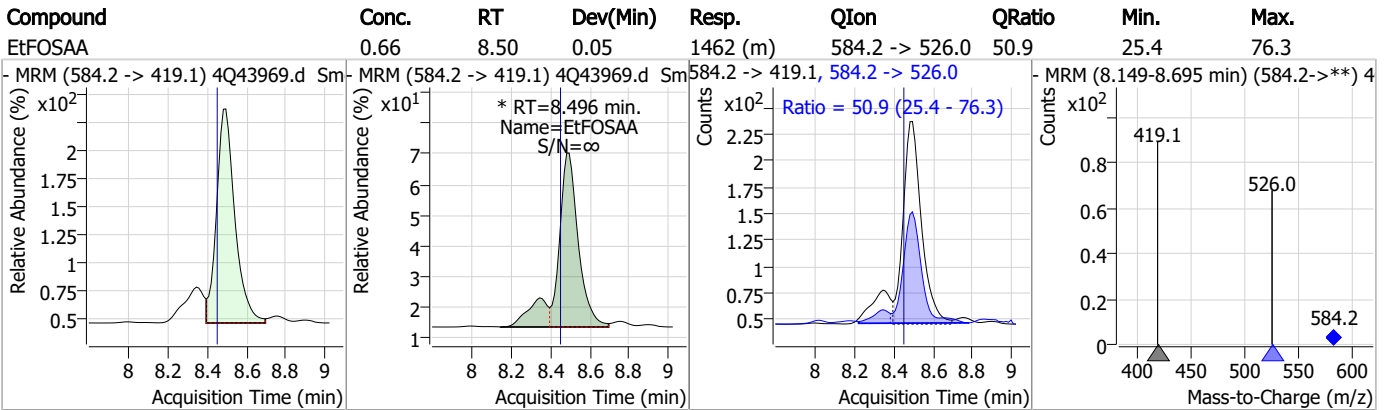 Compound Conc. RT Dev(Min) Resp. QIon QRatio Min. Max.
EtFOSAA 0.66 8.50 0.05 1462 (m) 584.2 -> 526.0 50.9 25.4 76.3
- MRM (584.2 -> 419.1) 4Q43969.d Sm
x10²
Relative Abundance (%)
2
1.75
1.5
1.25
1
0.75
0.5
8 8.2 8.4 8.6 8.8 9
Acquisition Time (min)
- MRM (584.2 -> 419.1) 4Q43969.d Sm
x10¹
* RT=8.496 min.
Name=EtFOSAA
S/N=∞
Relative Abundance (%)
7
6
5
4
3
2
1
8 8.2 8.4 8.6 8.8 9
Acquisition Time (min)
584.2 -> 419.1, 584.2 -> 526.0
x10²
Ratio = 50.9 (25.4 - 76.3)
Counts
2.25
2
1.75
1.5
1.25
1
0.75
0.5
8 8.2 8.4 8.6 8.8 9
Acquisition Time (min)
- MRM (8.149-8.695 min) (584.2->**) 4
x10²
Counts
419.1
526.0
584.2
0.8
0.6
0.4
0.2
0
400 450 500 550 600
Mass-to-Charge (m/z)